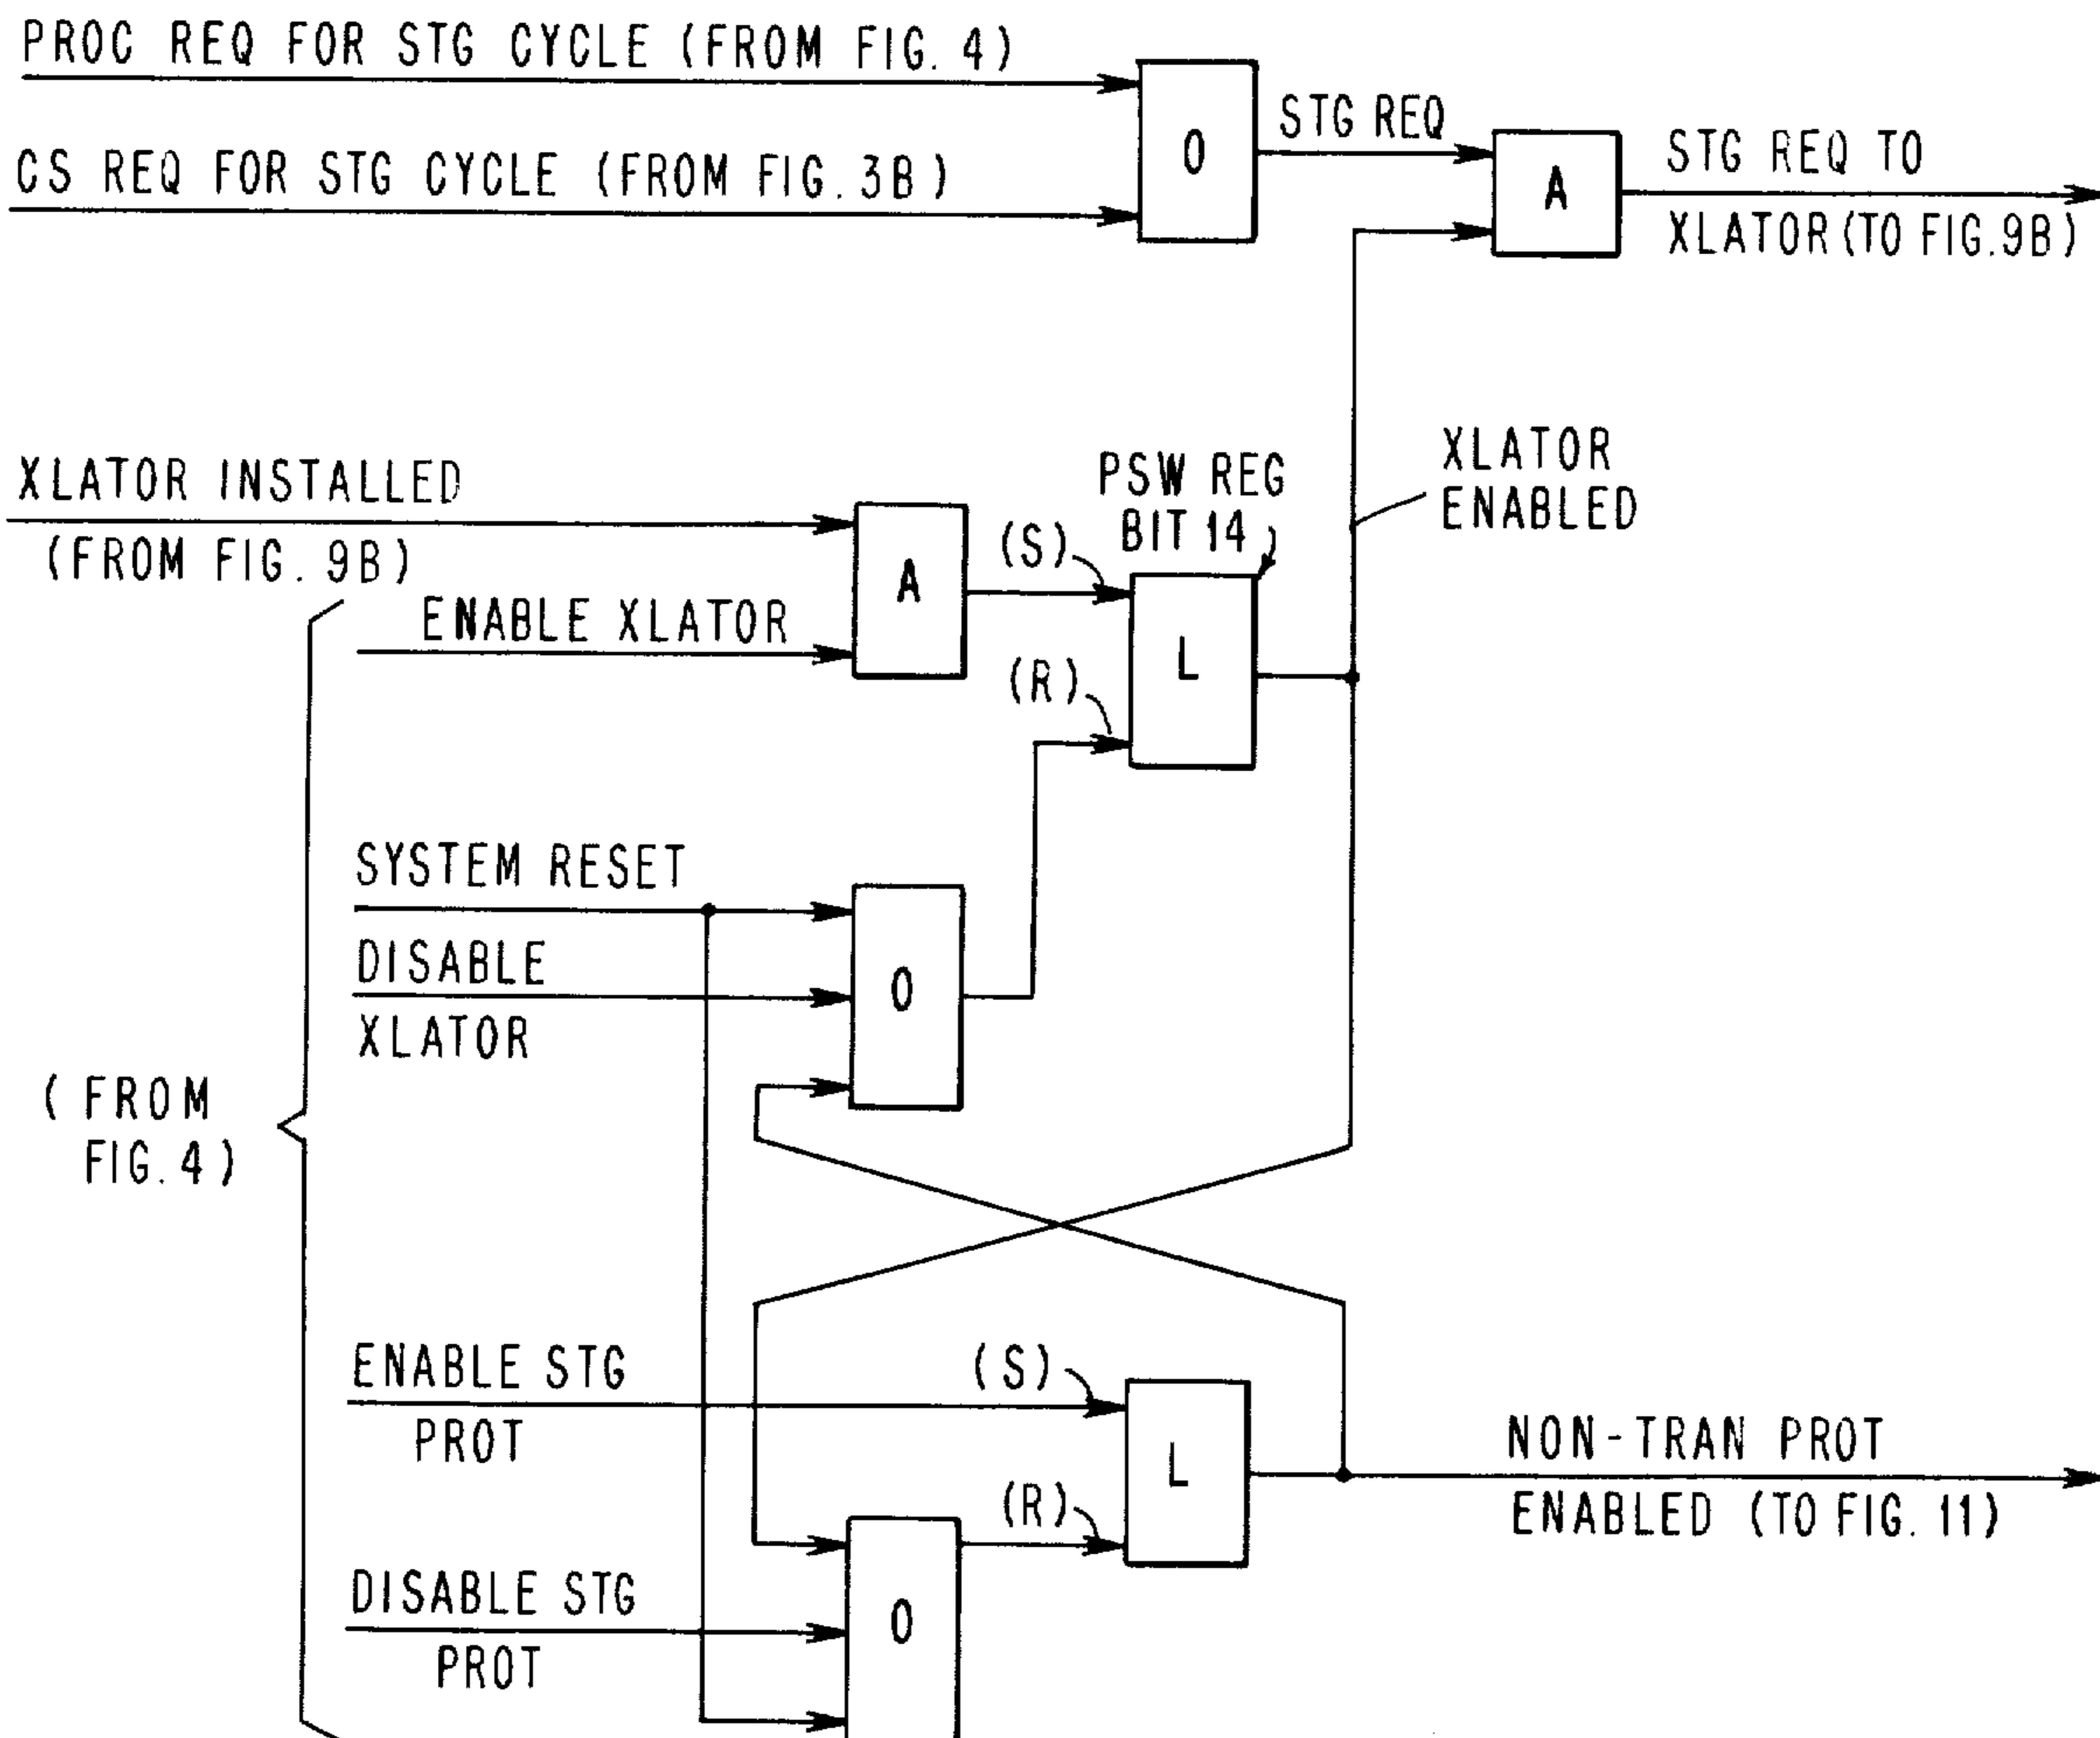 PROC REQ FOR STG CYCLE (FROM FIG. 4)
O
STG REQ
CS REQ FOR STG CYCLE (FROM FIG. 3B)
A
STG REQ TO
XLATOR (TO FIG. 9B)
XLATOR INSTALLED
(FROM FIG. 9B)
ENABLE XLATOR
A
(S)
PSW REG
BIT 14
L
(R)
XLATOR
ENABLED
SYSTEM RESET
DISABLE
XLATOR
O
(FROM
FIG. 4)
ENABLE STG
PROT
(S)
L
(R)
NON-TRAN PROT
ENABLED (TO FIG. 11)
DISABLE STG
PROT
O